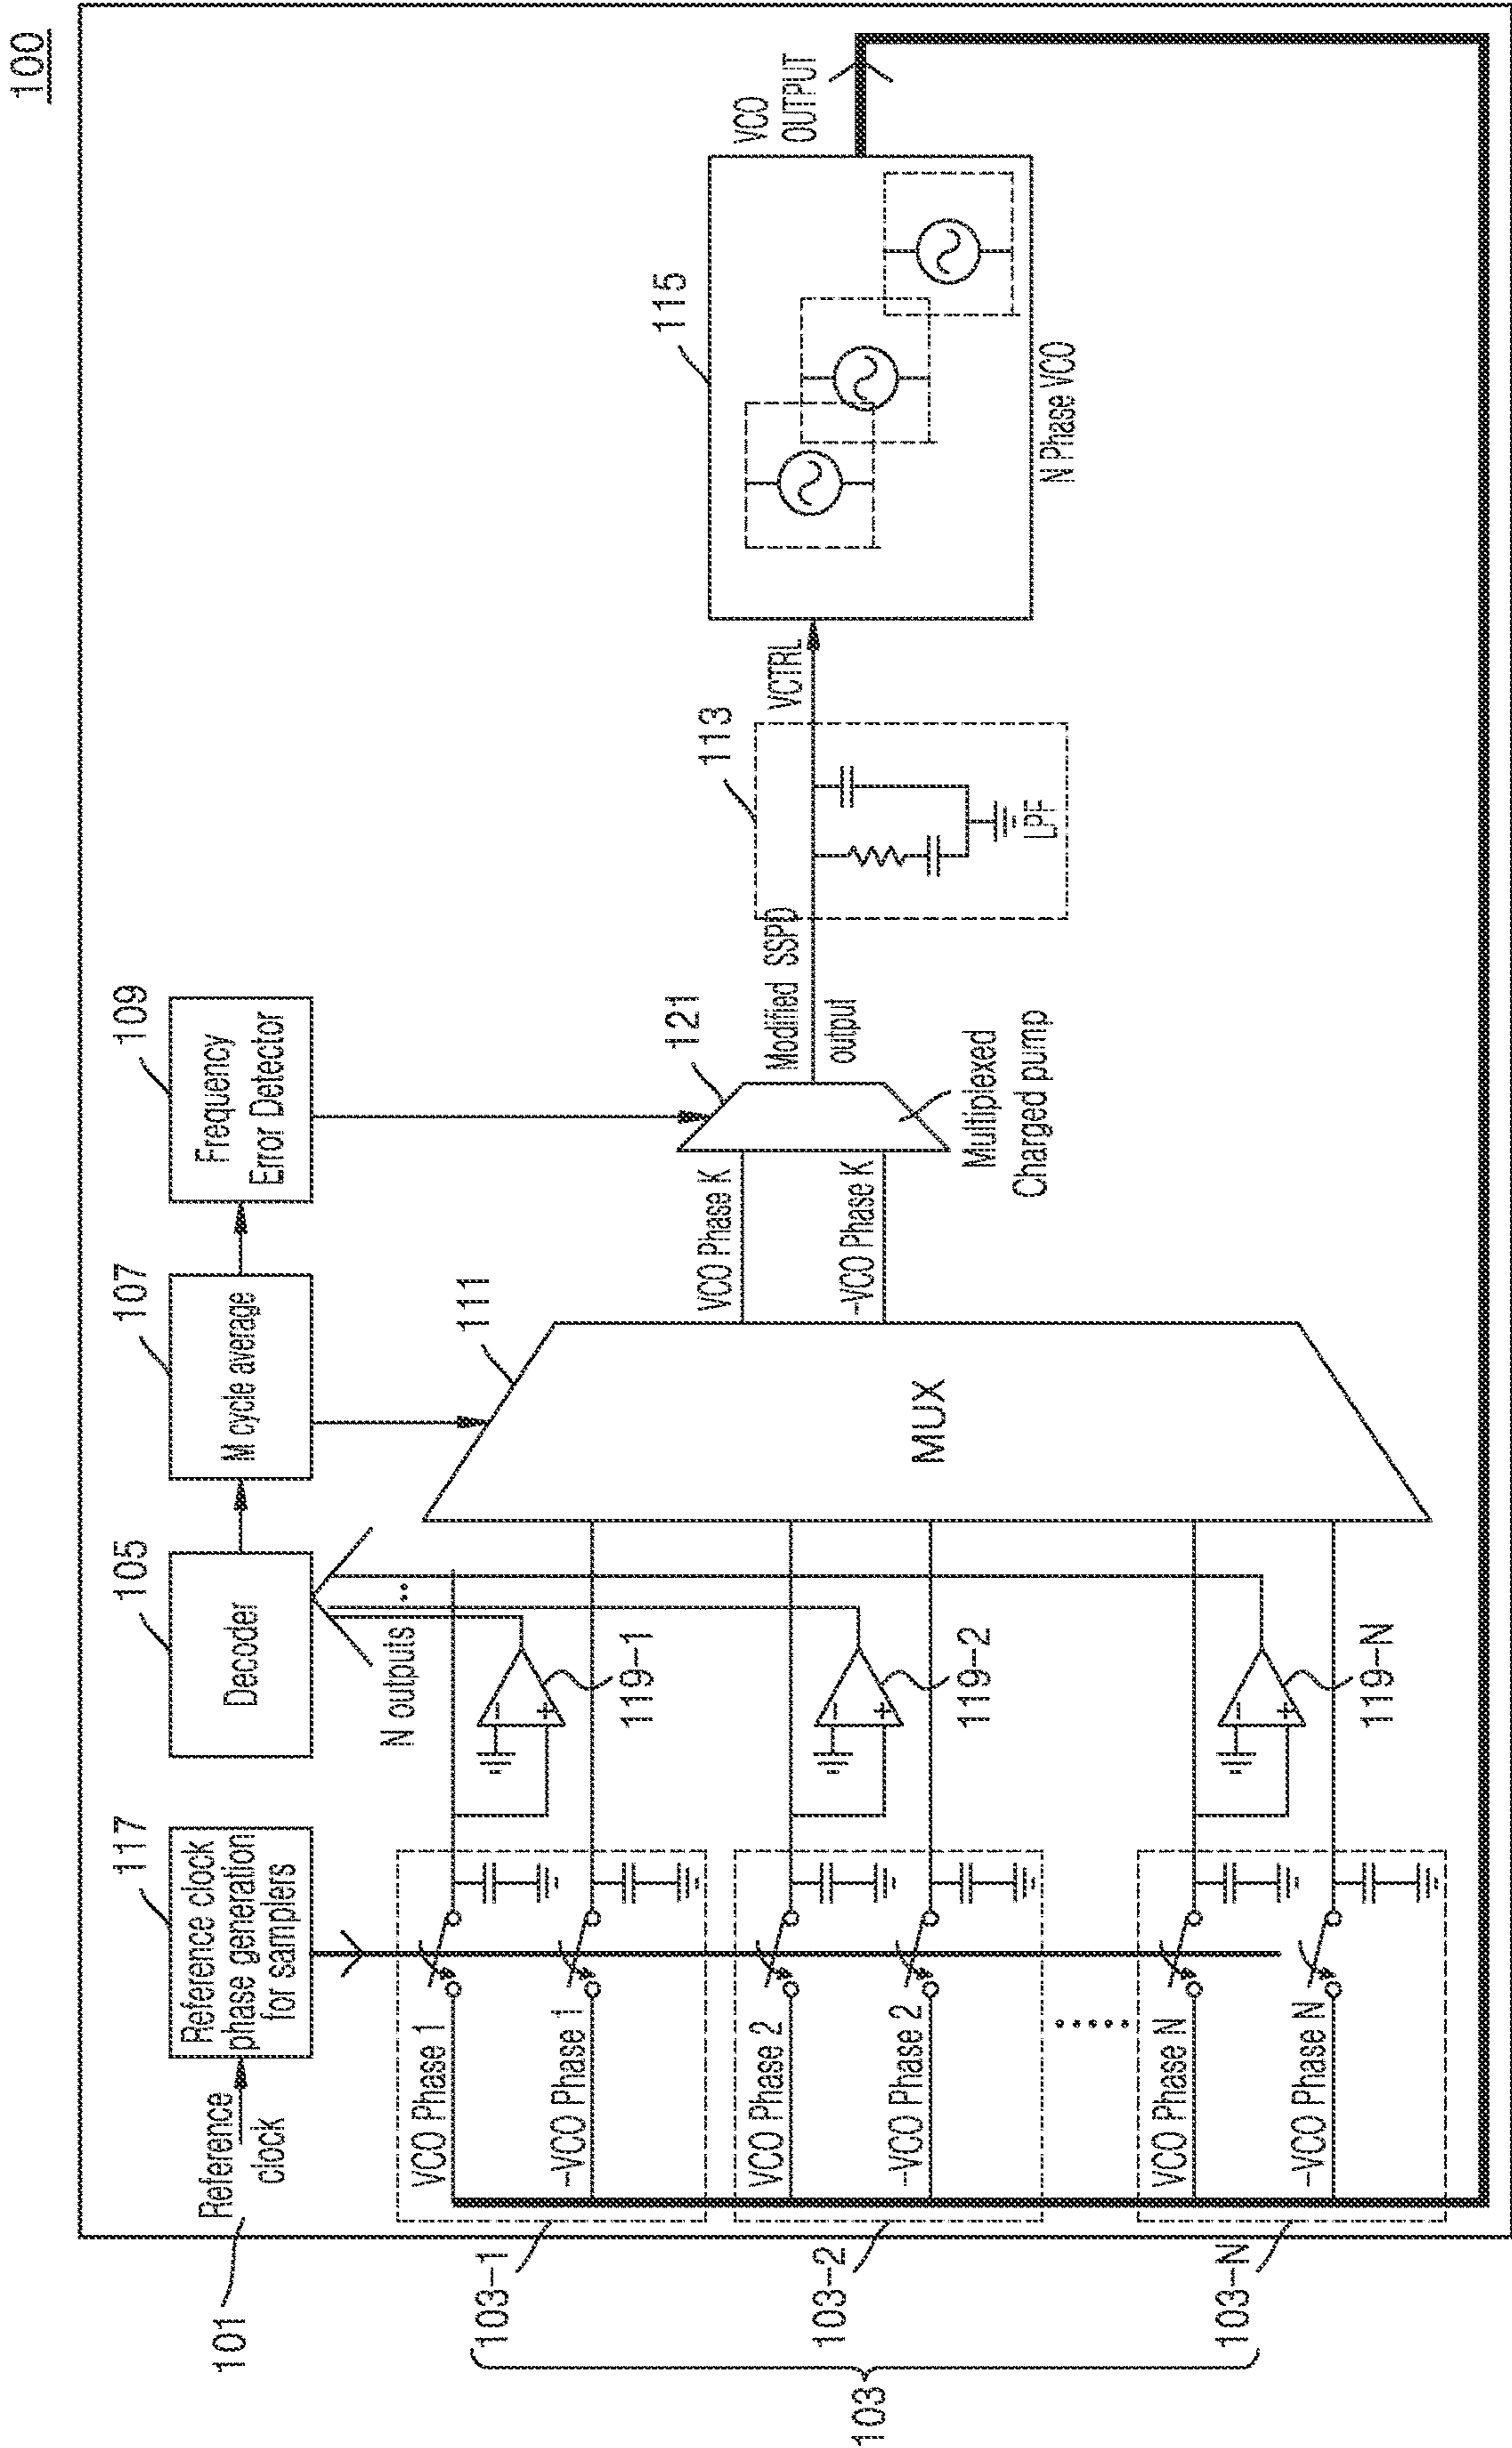 100
101
Reference
clock
117
Reference clock
phase generation
for samplers
105
Decoder
107
M cycle average
109
Frequency
Error Detector
N outputs
103
103-1
VCO Phase 1
-VCO Phase 1
119-1
103-2
VCO Phase 2
-VCO Phase 2
119-2
103-N
VCO Phase N
-VCO Phase N
119-N
111
MUX
VCO Phase K
-VCO Phase K
121
Multiplexed
Charged pump
Modified SSPD
output
113
LPF
VCTRL
115
N Phase VCO
VCO
OUTPUT